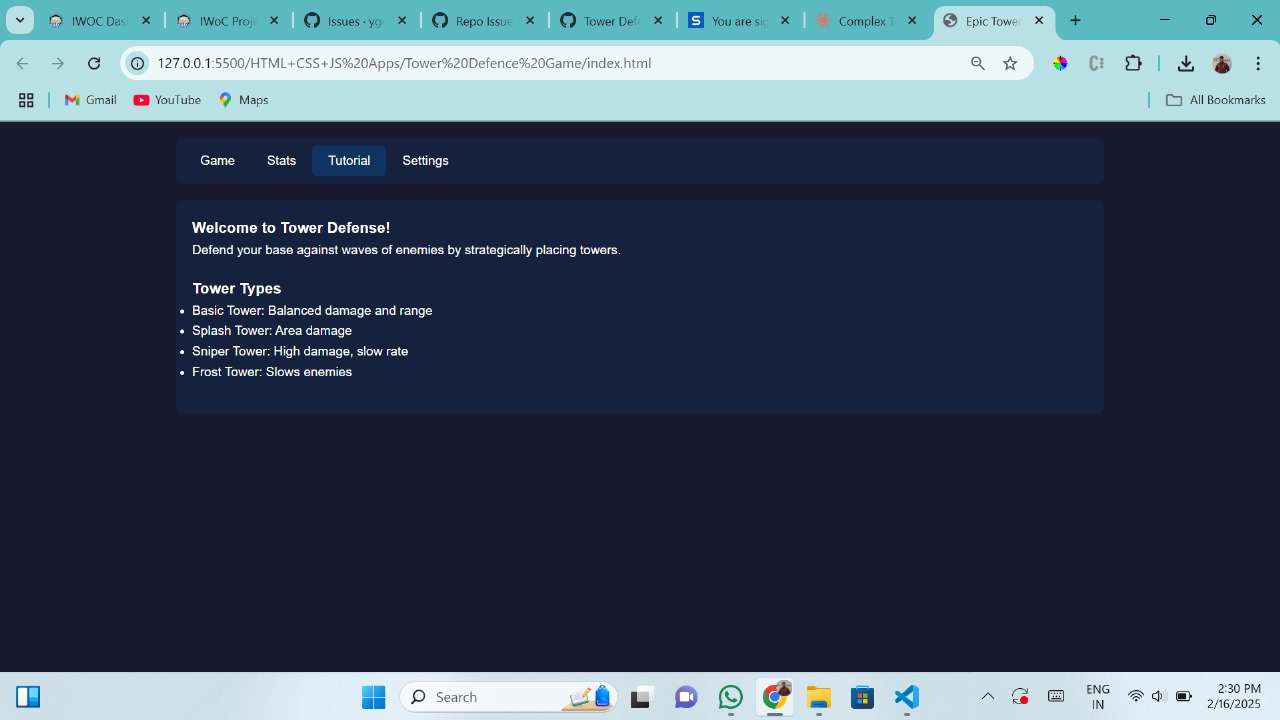 IWOC Das
IWoC Proje
Issues · yg
Repo Issue
Tower Defe
You are sig
Complex T
Epic Tower
127.0.0.1:5500/HTML+CSS+JS%20Apps/Tower%20Defence%20Game/index.html
Gmail
YouTube
Maps
All Bookmarks
Game
Stats
Tutorial
Settings
Welcome to Tower Defense!
Defend your base against waves of enemies by strategically placing towers.
Tower Types
• Basic Tower: Balanced damage and range
• Splash Tower: Area damage
• Sniper Tower: High damage, slow rate
• Frost Tower: Slows enemies
Search
ENG
IN
2:30 PM
2/16/2025